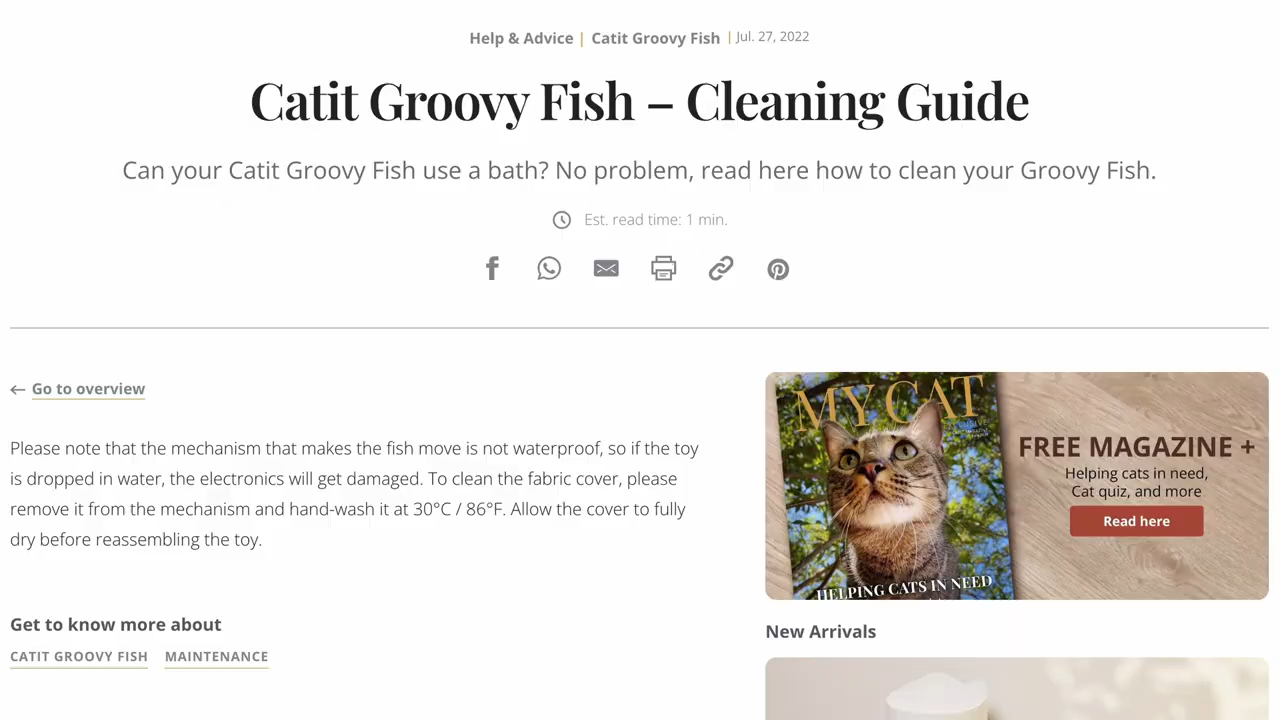 Help & Advice | Catit Groovy Fish | Jul. 27, 2022
Catit Groovy Fish – Cleaning Guide
Can your Catit Groovy Fish use a bath? No problem, read here how to clean your Groovy Fish.
Est. read time: 1 min.
← Go to overview
Please note that the mechanism that makes the fish move is not waterproof, so if the toy
is dropped in water, the electronics will get damaged. To clean the fabric cover, please
remove it from the mechanism and hand-wash it at 30°C / 86°F. Allow the cover to fully
dry before reassembling the toy.
Get to know more about
CATIT GROOVY FISH MAINTENANCE
MY CAT
HELPING CATS IN NEED
FREE MAGAZINE +
Helping cats in need,
Cat quiz, and more
Read here
New Arrivals